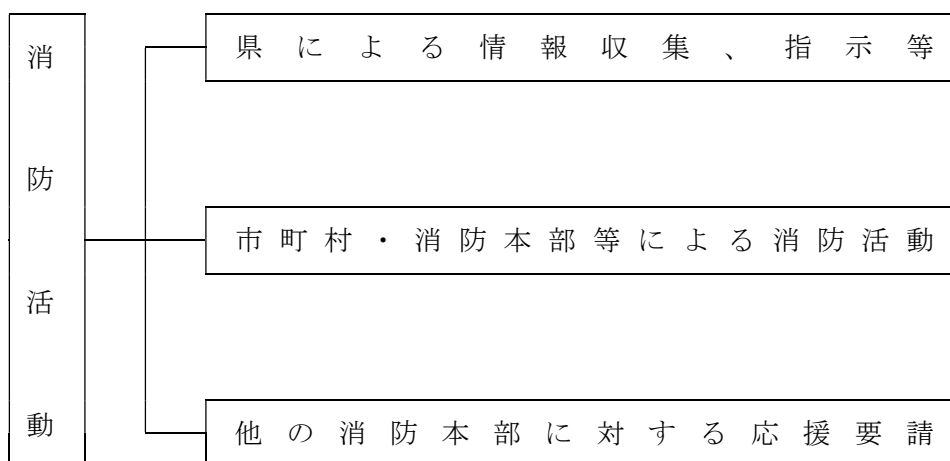 消防活動
県による情報収集、指示等
市町村・消防本部等による消防活動
他の消防本部に対する応援要請